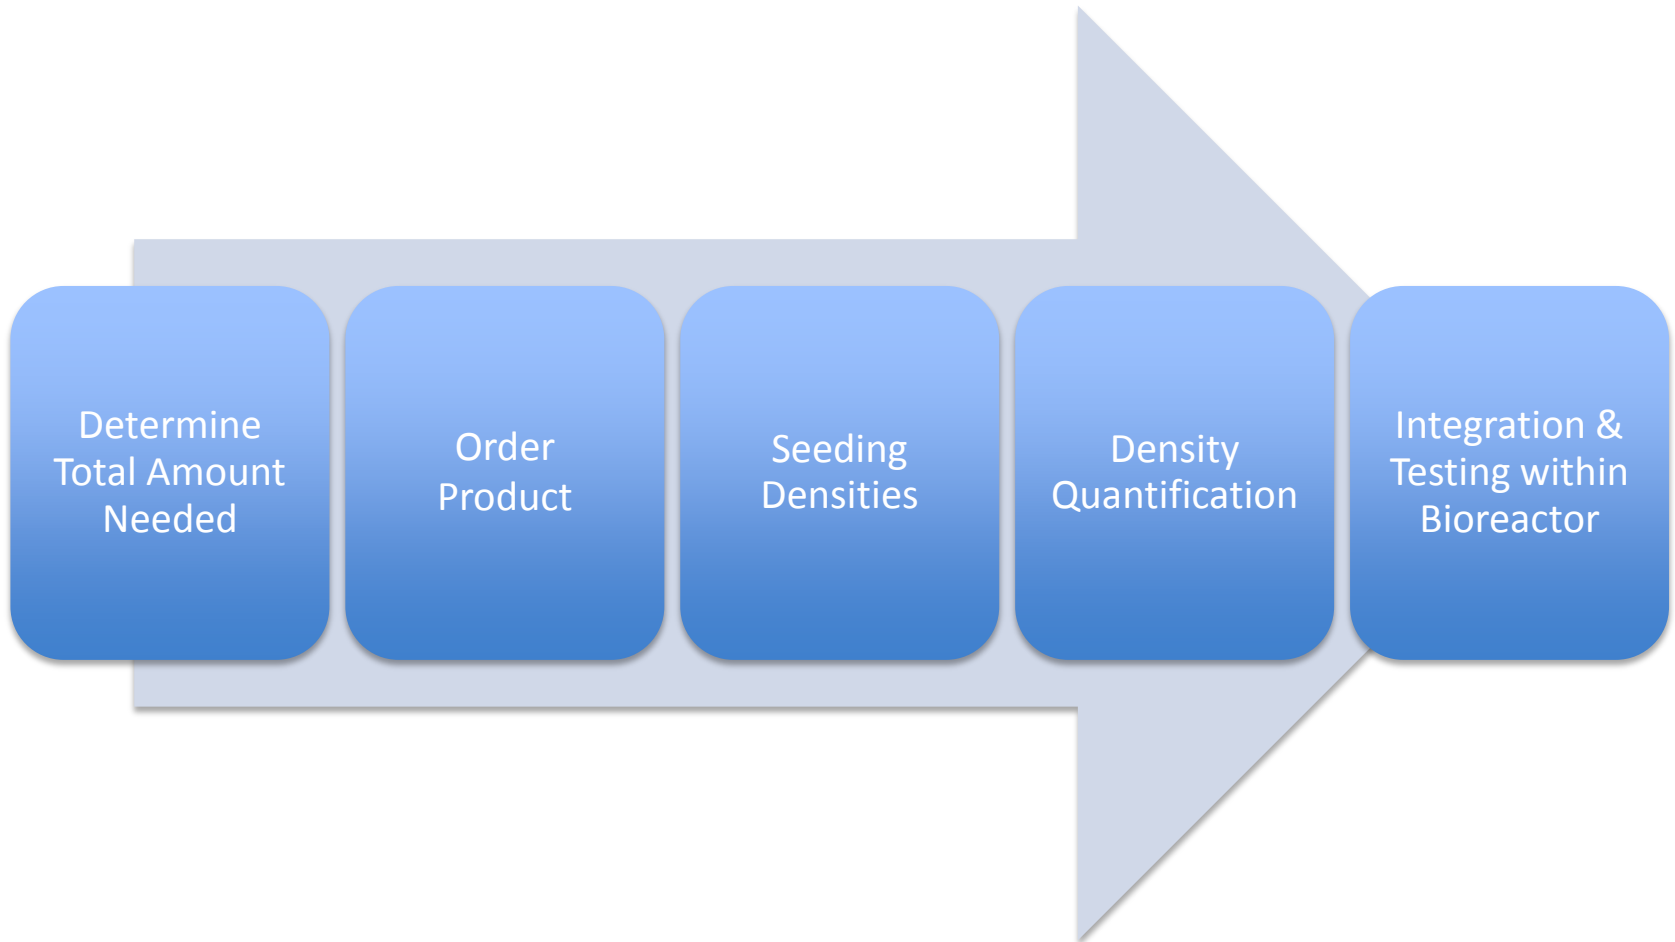 Determine
Total Amount
Needed
Order
Product
Seeding
Densities
Density
Quantification
Integration &
Testing within
Bioreactor